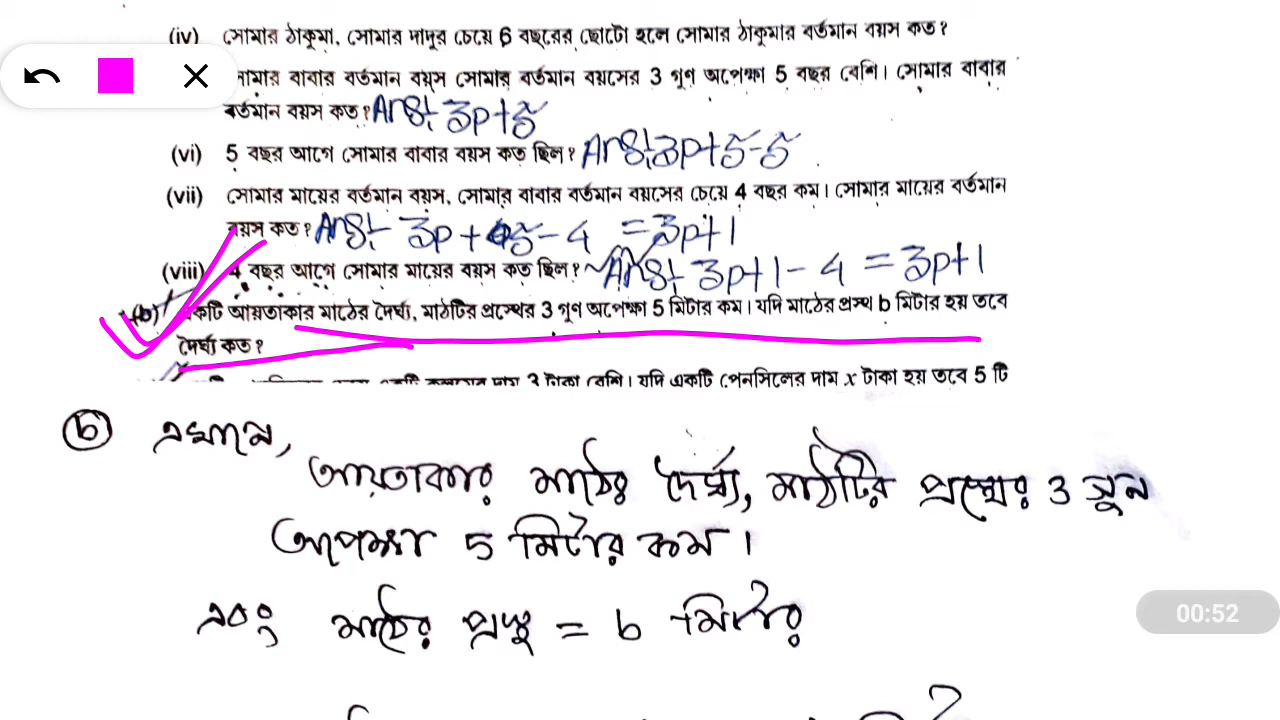 (iv) সোমার ঠাকুমা, সোমার দাদুর চেয়ে 6 বছরের ছোটো হলে সোমার ঠাকুমার বর্তমান বয়স কত?
সোমার বাবার বর্তমান বয়স সোমার বর্তমান বয়সের 3 গুণ অপেক্ষা 5 বছর বেশি। সোমার বাবার
বর্তমান বয়স কত? Ans:- 3p+5
(vi) 5 বছর আগে সোমার বাবার বয়স কত ছিল? Ans:- 3p+5-5
(vii) সোমার মায়ের বর্তমান বয়স, সোমার বাবার বর্তমান বয়সের চেয়ে 4 বছর কম। সোমার মায়ের বর্তমান
বয়স কত? Ans:- 3p+5-4 =3p+1
(viii) 4 বছর আগে সোমার মায়ের বয়স কত ছিল? Ans:- 3p+1-4 = 3p+1
(b) একটি আয়তাকার মাঠের দৈর্ঘ্য, মাঠটির প্রস্থের 3 গুণ অপেক্ষা 5 মিটার কম। যদি মাঠের প্রস্থ b মিটার হয় তবে
দৈর্ঘ্য কত?
দাম 3 টাকা বেশি। যদি একটি পেনসিলের দাম x টাকা হয় তবে 5 টি
(b) এখানে,
আয়তাকার মাঠের দৈর্ঘ্য, মাঠটির প্রস্থের 3 গুন
অপেক্ষা 5 মিটার কম।
এবং মাঠের প্রস্থ = b মিটার
00:52